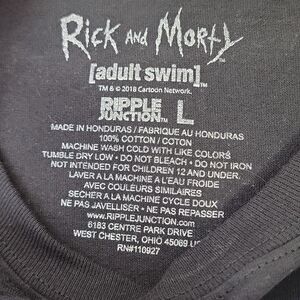 Rick And Morty
[adult swim]™
TM & © 2018 Cartoon Network.
RIPPLE JUNCTION™ L
MADE IN HONDURAS / FABRIQUE AU HONDURAS
100% COTTON / COTON
MACHINE WASH COLD WITH LIKE COLORS
TUMBLE DRY LOW • DO NOT BLEACH • DO NOT IRON
NOT INTENDED FOR CHILDREN 12 AND UNDER.
LAVER A LA MACHINE A L'EAU FROIDE
AVEC COULEURS SIMILAIRES
SECHER A LA MACHINE CYCLE DOUX
NE PAS JAVELLISER • NE PAS REPASSER
www.RIPPLEJUNCTION.com
6183 CENTRE PARK DRIVE
WEST CHESTER, OHIO 45069 U
RN#110927